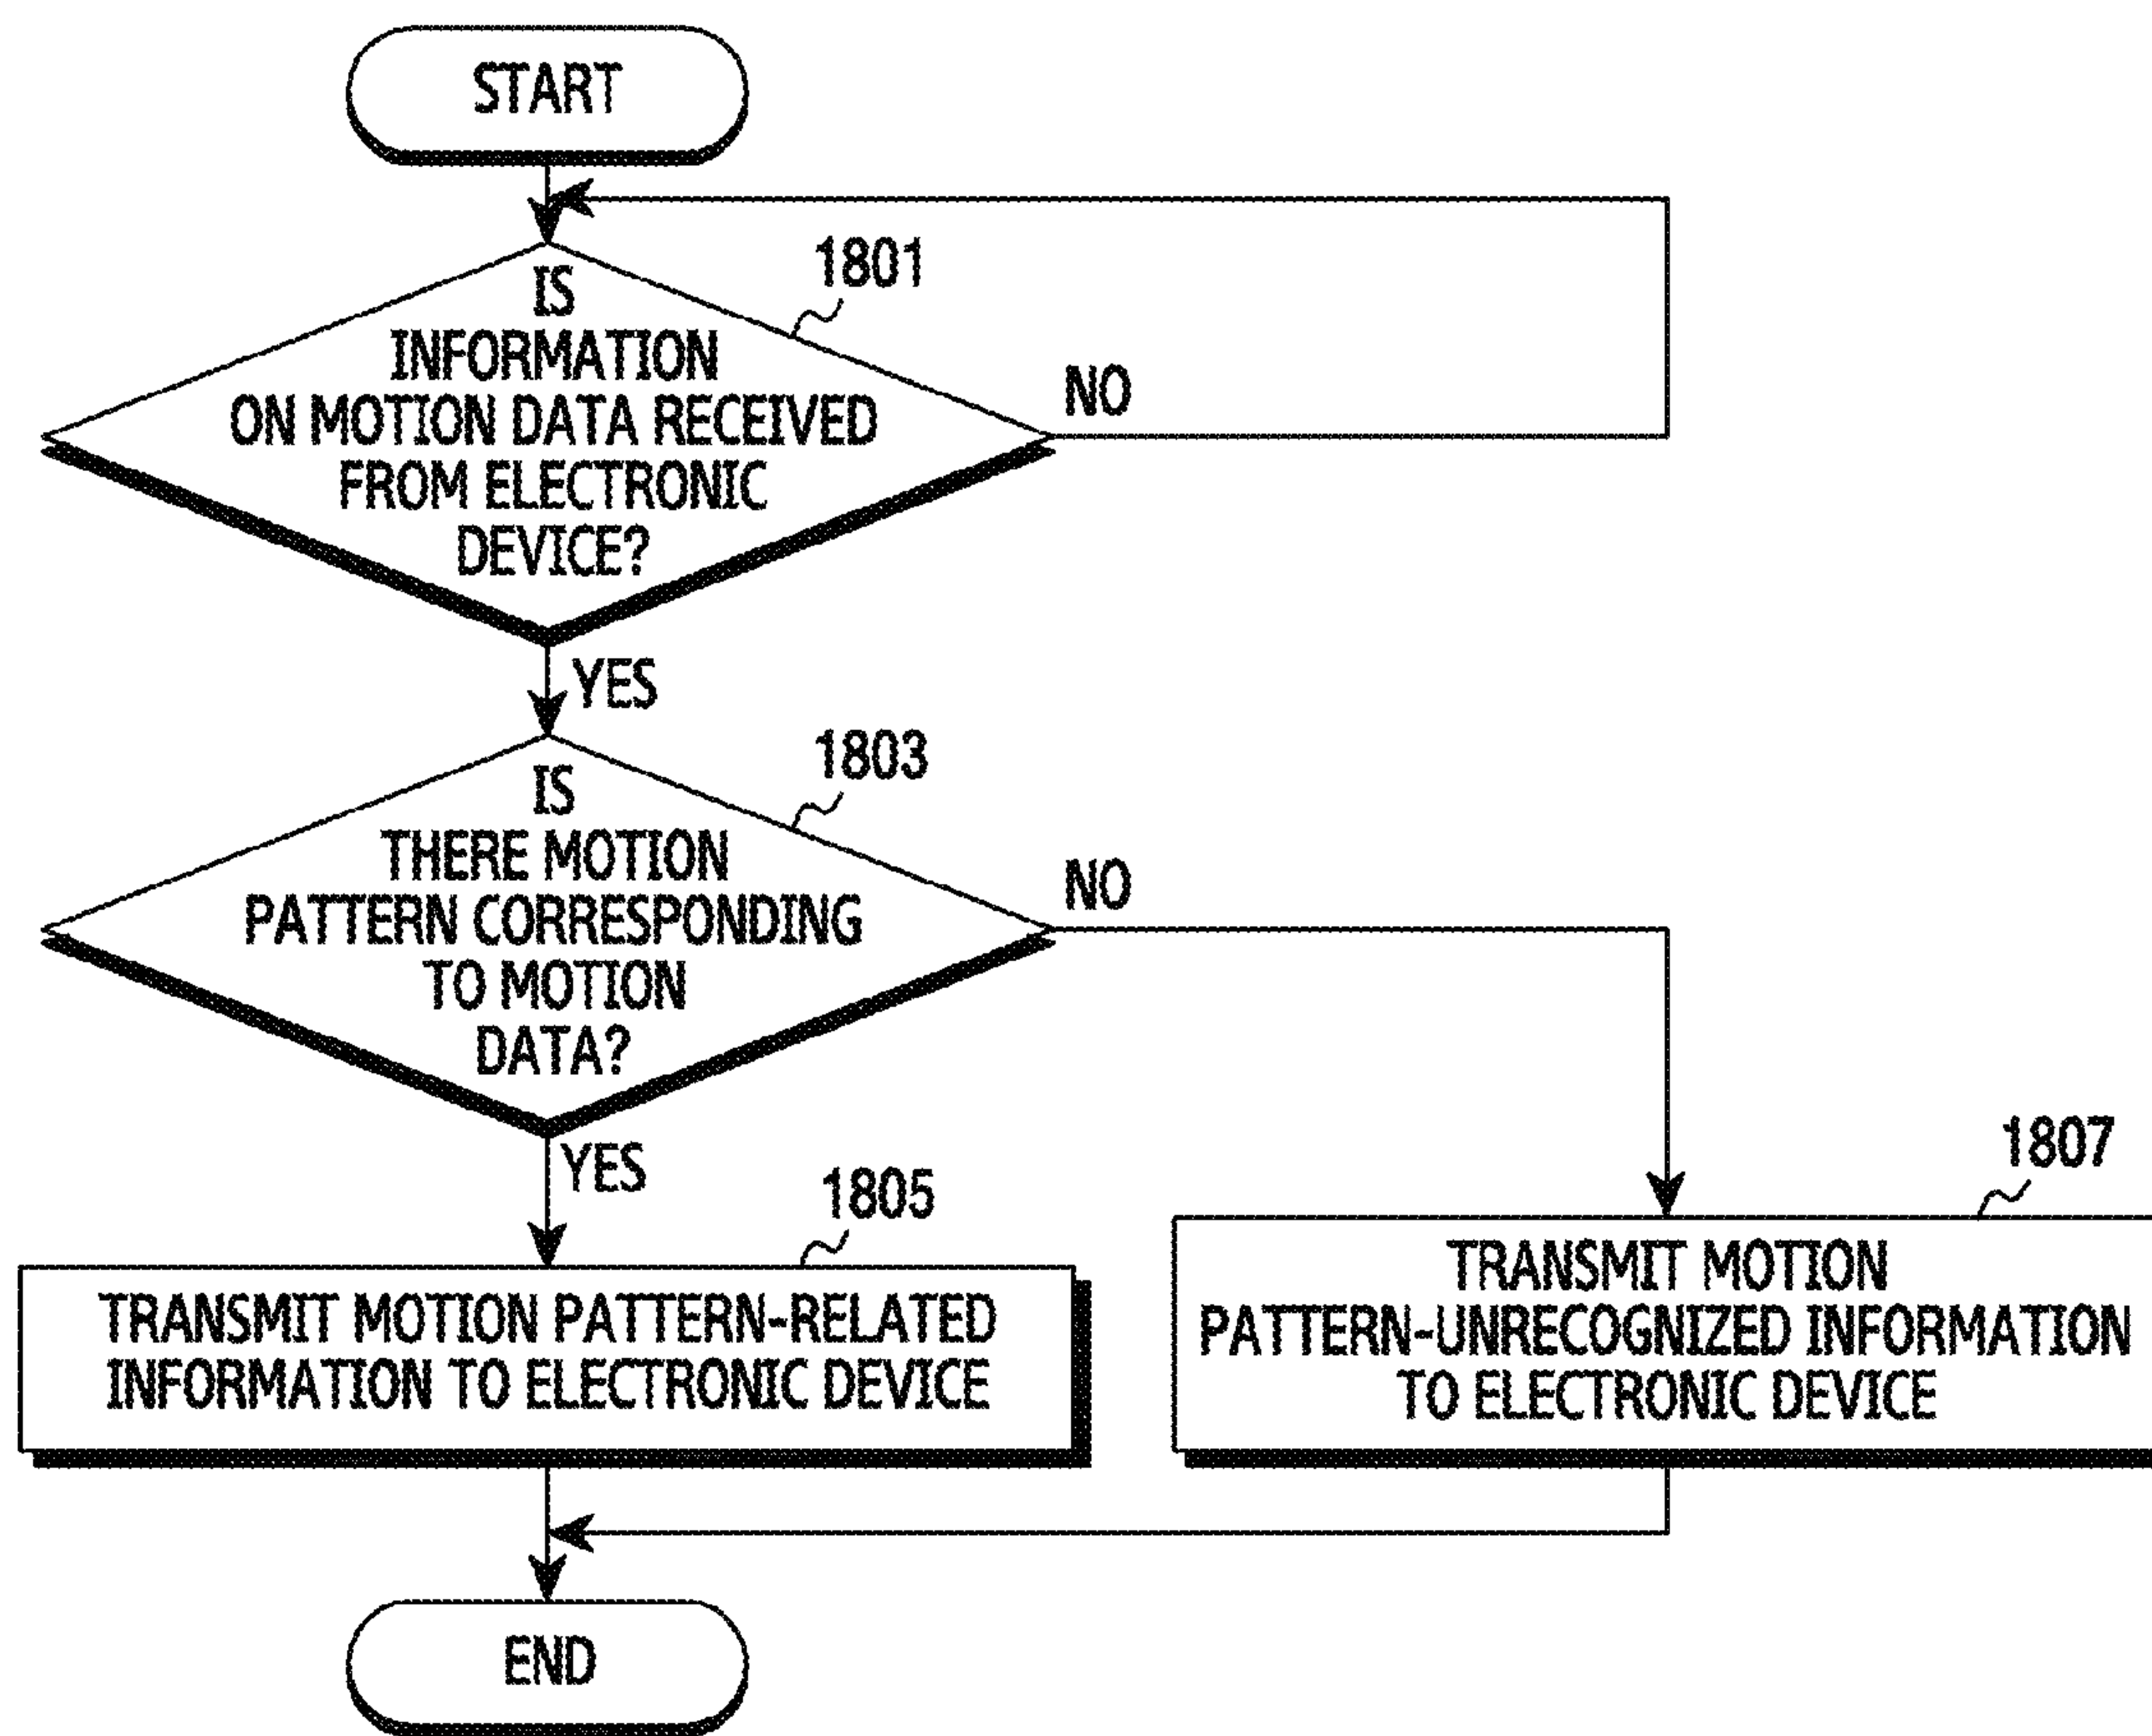 START
1801
IS
INFORMATION
ON MOTION DATA RECEIVED
FROM ELECTRONIC
DEVICE?
NO
YES
1803
IS
THERE MOTION
PATTERN CORRESPONDING
TO MOTION
DATA?
NO
YES
1805
TRANSMIT MOTION PATTERN-RELATED
INFORMATION TO ELECTRONIC DEVICE
1807
TRANSMIT MOTION
PATTERN-UNRECOGNIZED INFORMATION
TO ELECTRONIC DEVICE
END